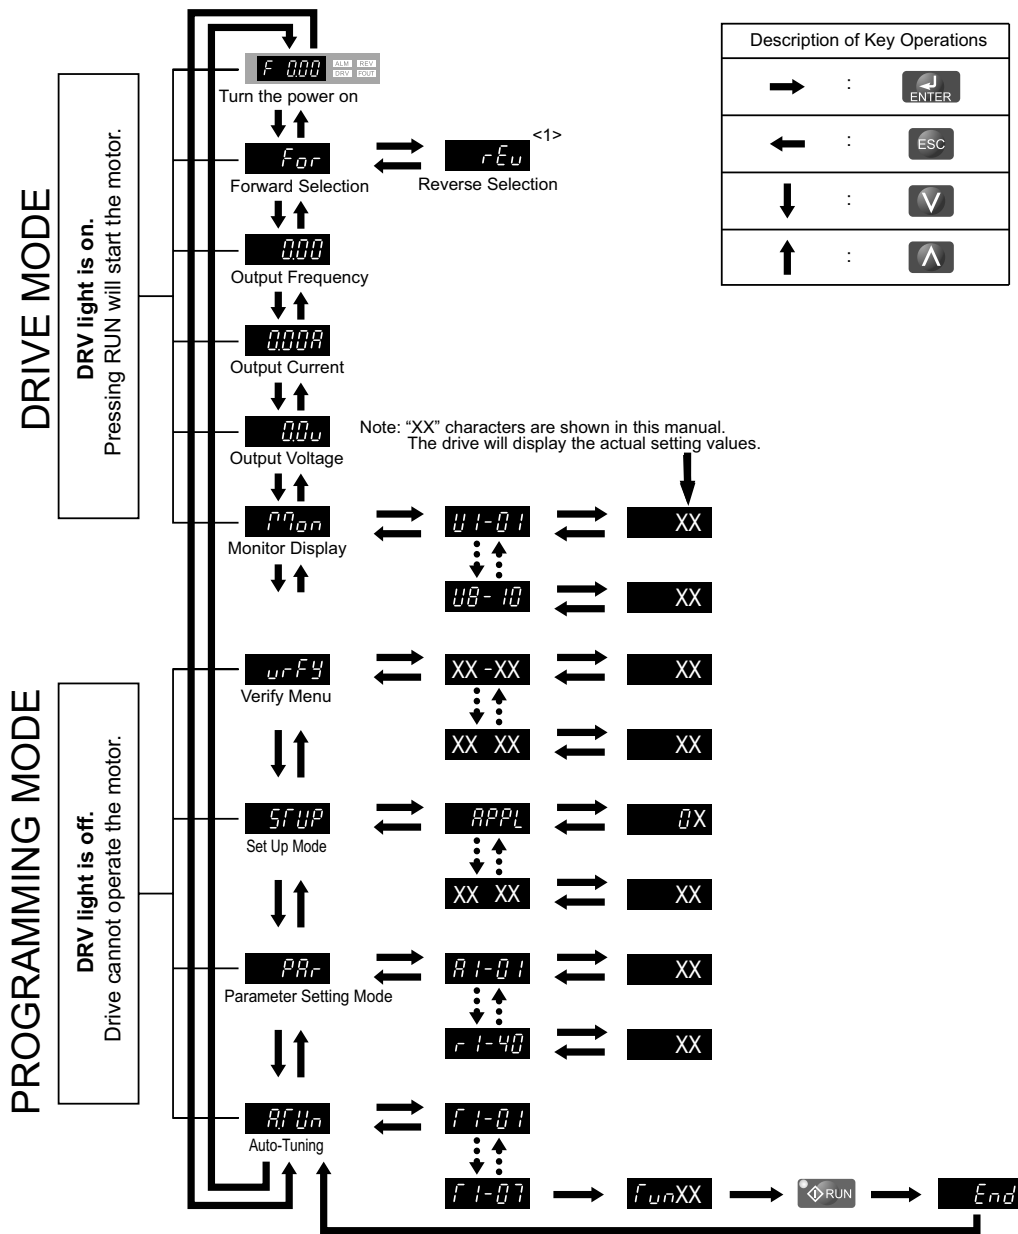 F 0.00
ALM REV
DRV FOUT
Turn the power on
For
Forward Selection
rEv
<1>
Reverse Selection
0.00
Output Frequency
0.00A
Output Current
0.0v
Output Voltage
Mon
Monitor Display
DRIVE MODE
DRV light is on.
Pressing RUN will start the motor.
Description of Key Operations
: ENTER
: ESC
:
:
Note: “XX” characters are shown in this manual.
The drive will display the actual setting values.
U1-01
XX
U8-10
XX
PROGRAMMING MODE
DRV light is off.
Drive cannot operate the motor.
vrFY
Verify Menu
XX-XX
XX
XX XX
XX
STUP
Set Up Mode
APPL
0X
XX XX
XX
PAr
Parameter Setting Mode
A1-01
XX
r1-40
XX
A.TUn
Auto-Tuning
T1-01
T1-07
TunXX
RUN
End